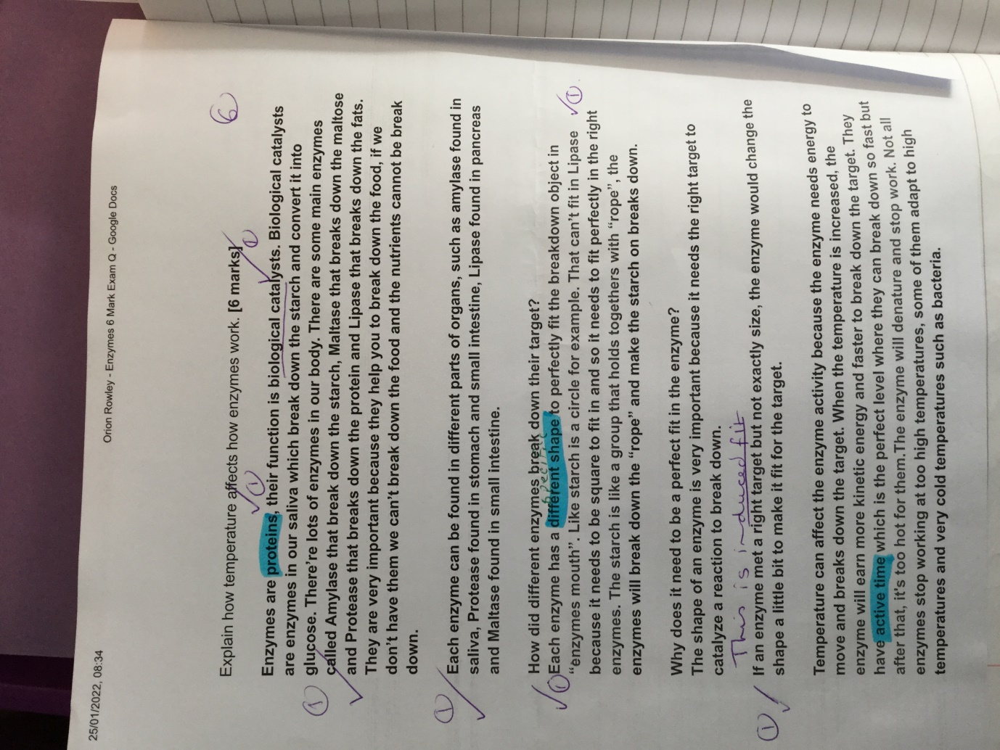 25/01/2022, 08:34
Orion Rowley - Enzymes 6 Mark Exam Q - Google Docs
6
Explain how temperature affects how enzymes work. [6 marks]
1
1
Enzymes are proteins, their function is biological catalysts. Biological catalysts
are enzymes in our saliva which break down the starch and convert it into
1
glucose. There're lots of enzymes in our body. There are some main enzymes
called Amylase that break down the starch, Maltase that breaks down the maltose
and Protease that breaks down the protein and Lipase that breaks down the fats.
They are very important because they help you to break down the food, if we
don't have them we can't break down the food and the nutrients cannot be break
down.
1
Each enzyme can be found in different parts of organs, such as amylase found in
saliva, Protease found in stomach and small intestine, Lipase found in pancreas
and Maltase found in small intestine.
How did different enzymes break down their target?
specific
1
Each enzyme has a different shape to perfectly fit the breakdown object in
"enzymes mouth". Like starch is a circle for example. That can't fit in Lipase
1
because it needs to be square to fit in and so it needs to fit perfectly in the right
enzymes. The starch is like a group that holds togethers with "rope", the
enzymes will break down the "rope" and make the starch on breaks down.
Why does it need to be a perfect fit in the enzyme?
The shape of an enzyme is very important because it needs the right target to
catalyze a reaction to break down.
This is induced fit
1
If an enzyme met a right target but not exactly size, the enzyme would change the
shape a little bit to make it fit for the target.
Temperature can affect the enzyme activity because the enzyme needs energy to
move and breaks down the target. When the temperature is increased, the
enzyme will earn more kinetic energy and faster to break down the target. They
have active time which is the perfect level where they can break down so fast but
after that, it's too hot for them.The enzyme will denature and stop work. Not all
enzymes stop working at too high temperatures, some of them adapt to high
temperatures and very cold temperatures such as bacteria.